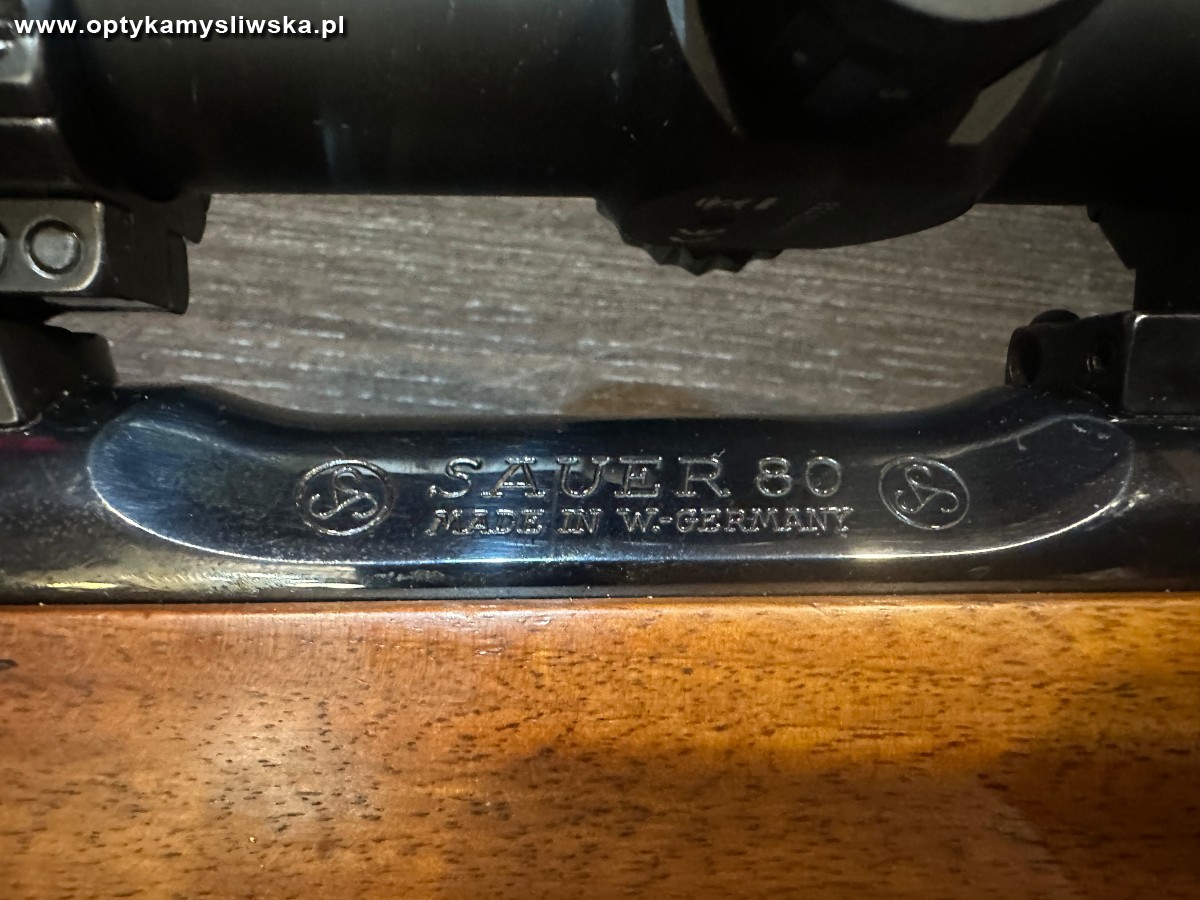 www.optykamysliwska.pl
SAUER 80
MADE IN W.-GERMANY